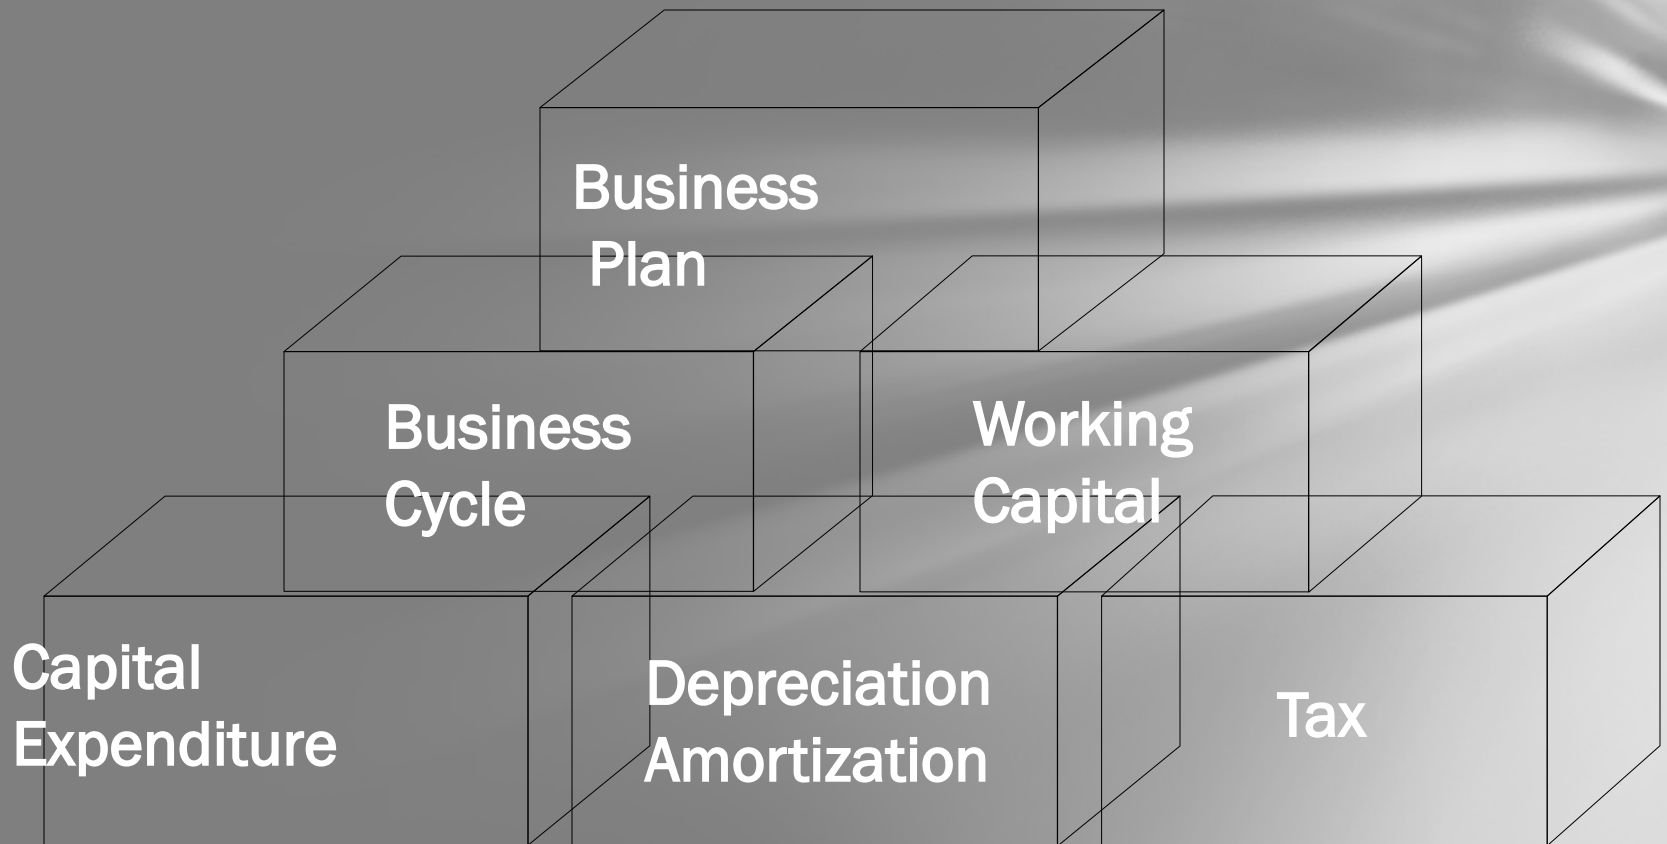 Business
Plan
Business
Cycle
Working
Capital
Capital
Expenditure
Depreciation
Amortization
Tax